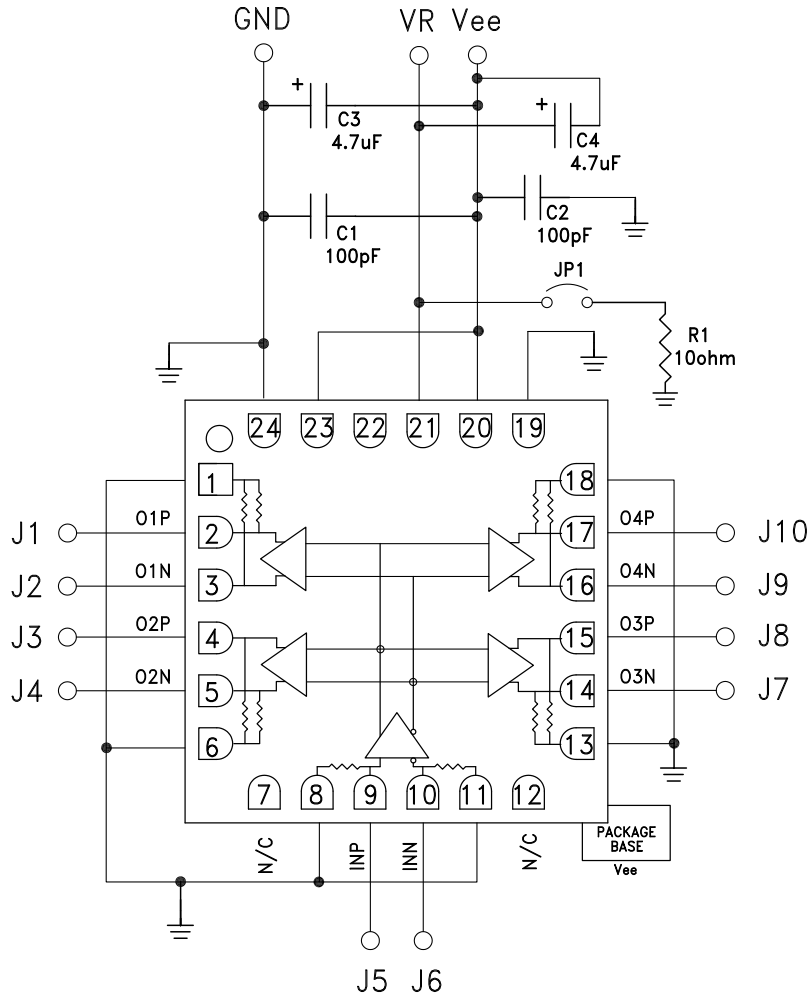 GND VR Vee
+ C3 4.7uF
+ C4 4.7uF
C1 100pF
C2 100pF
JP1
R1 10ohm
24 23 22 21 20 19
1 18
J1 O1P 2 17 O4P J10
J2 O1N 3 16 O4N J9
J3 O2P 4 15 O3P J8
J4 O2N 5 14 O3N J7
6 13
7 8 9 10 11 12
N/C INP INN N/C
PACKAGE
BASE
Vee
J5 J6